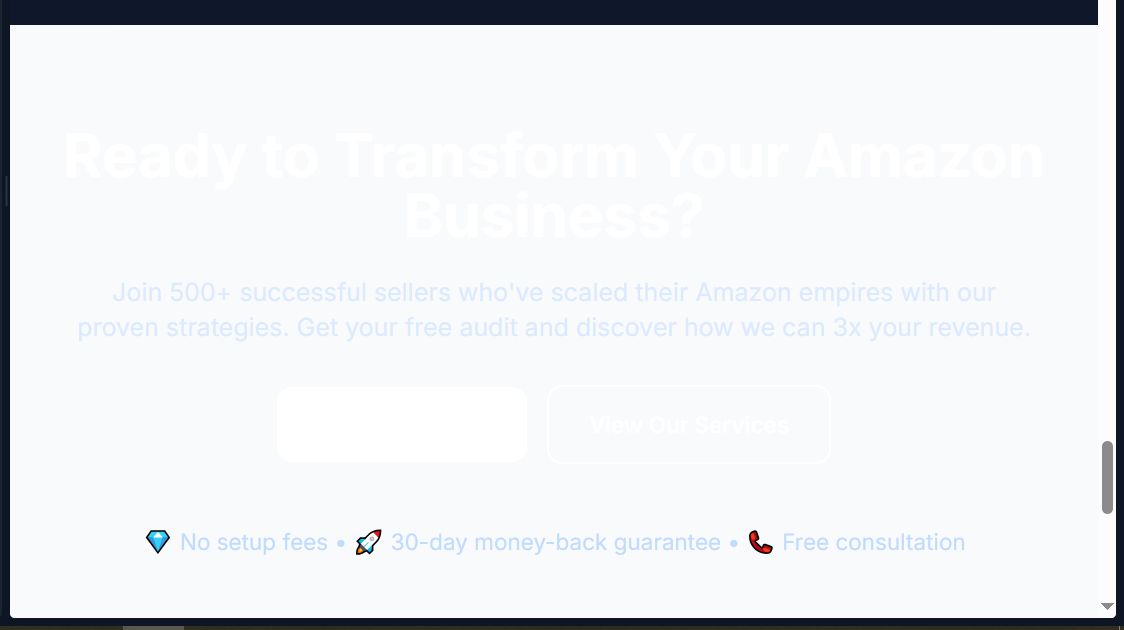 Ready to Transform Your Amazon
Business?
Join 500+ successful sellers who've scaled their Amazon empires with our
proven strategies. Get your free audit and discover how we can 3x your revenue.
View Our Services
💎 No setup fees • 🚀 30-day money-back guarantee • 📞 Free consultation